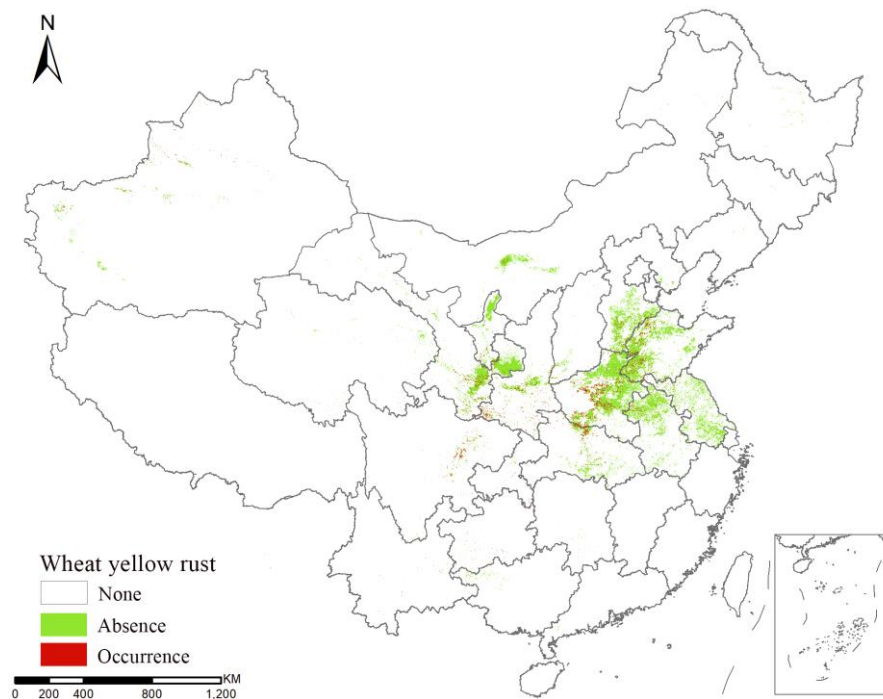 N
Wheat yellow rust
None
Absence
Occurrence
KM
0 200 400 800 1,200